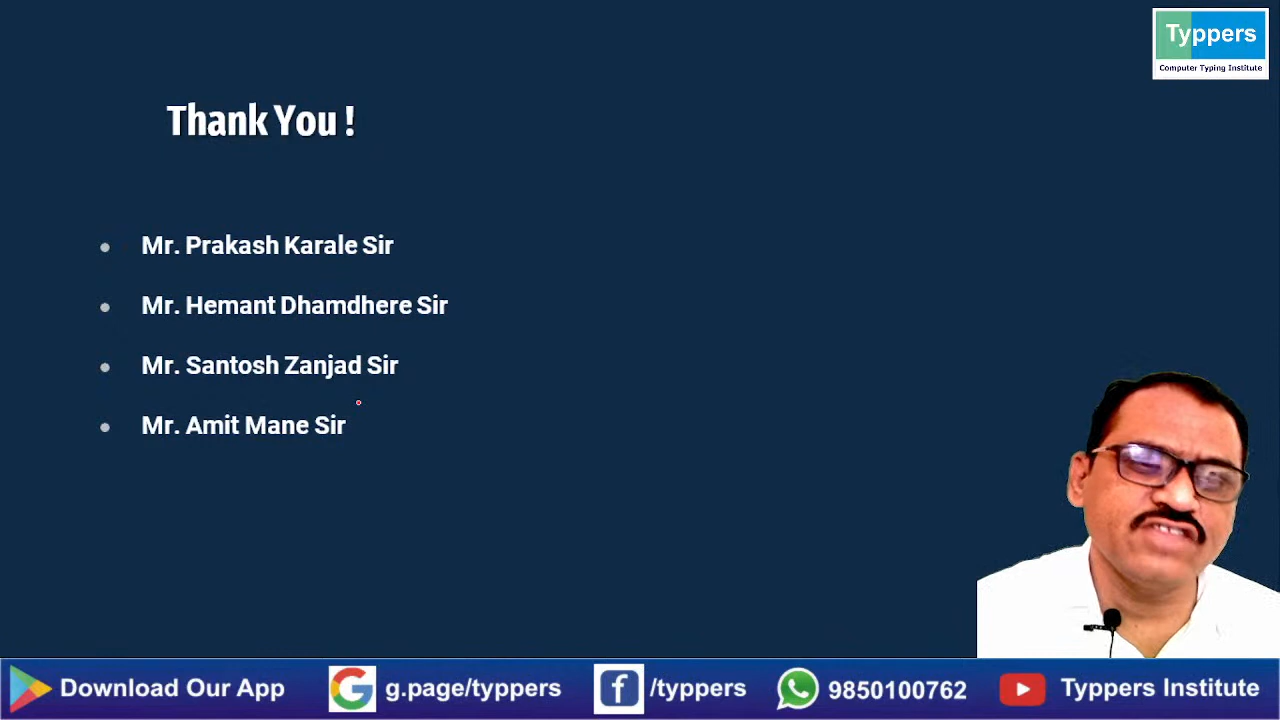 Typpers
Computer Typing Institute
Thank You !
Mr. Prakash Karale Sir
Mr. Hemant Dhamdhere Sir
Mr. Santosh Zanjad Sir
Mr. Amit Mane Sir
Download Our App g.page/typpers /typpers 9850100762 Typpers Institute